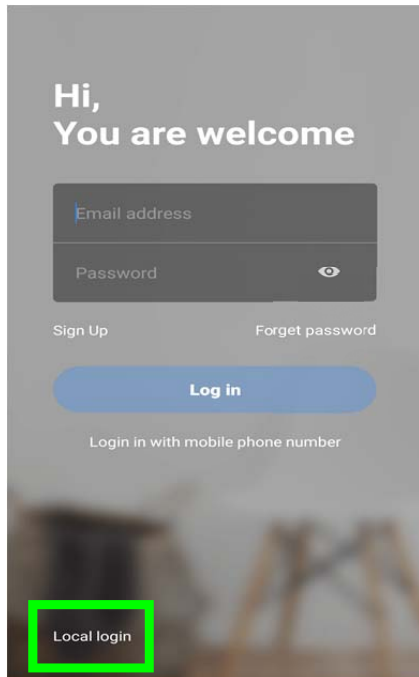 Hi,
You are welcome
Email address
Password
Sign Up
Forget password
Log in
Login in with mobile phone number
Local login